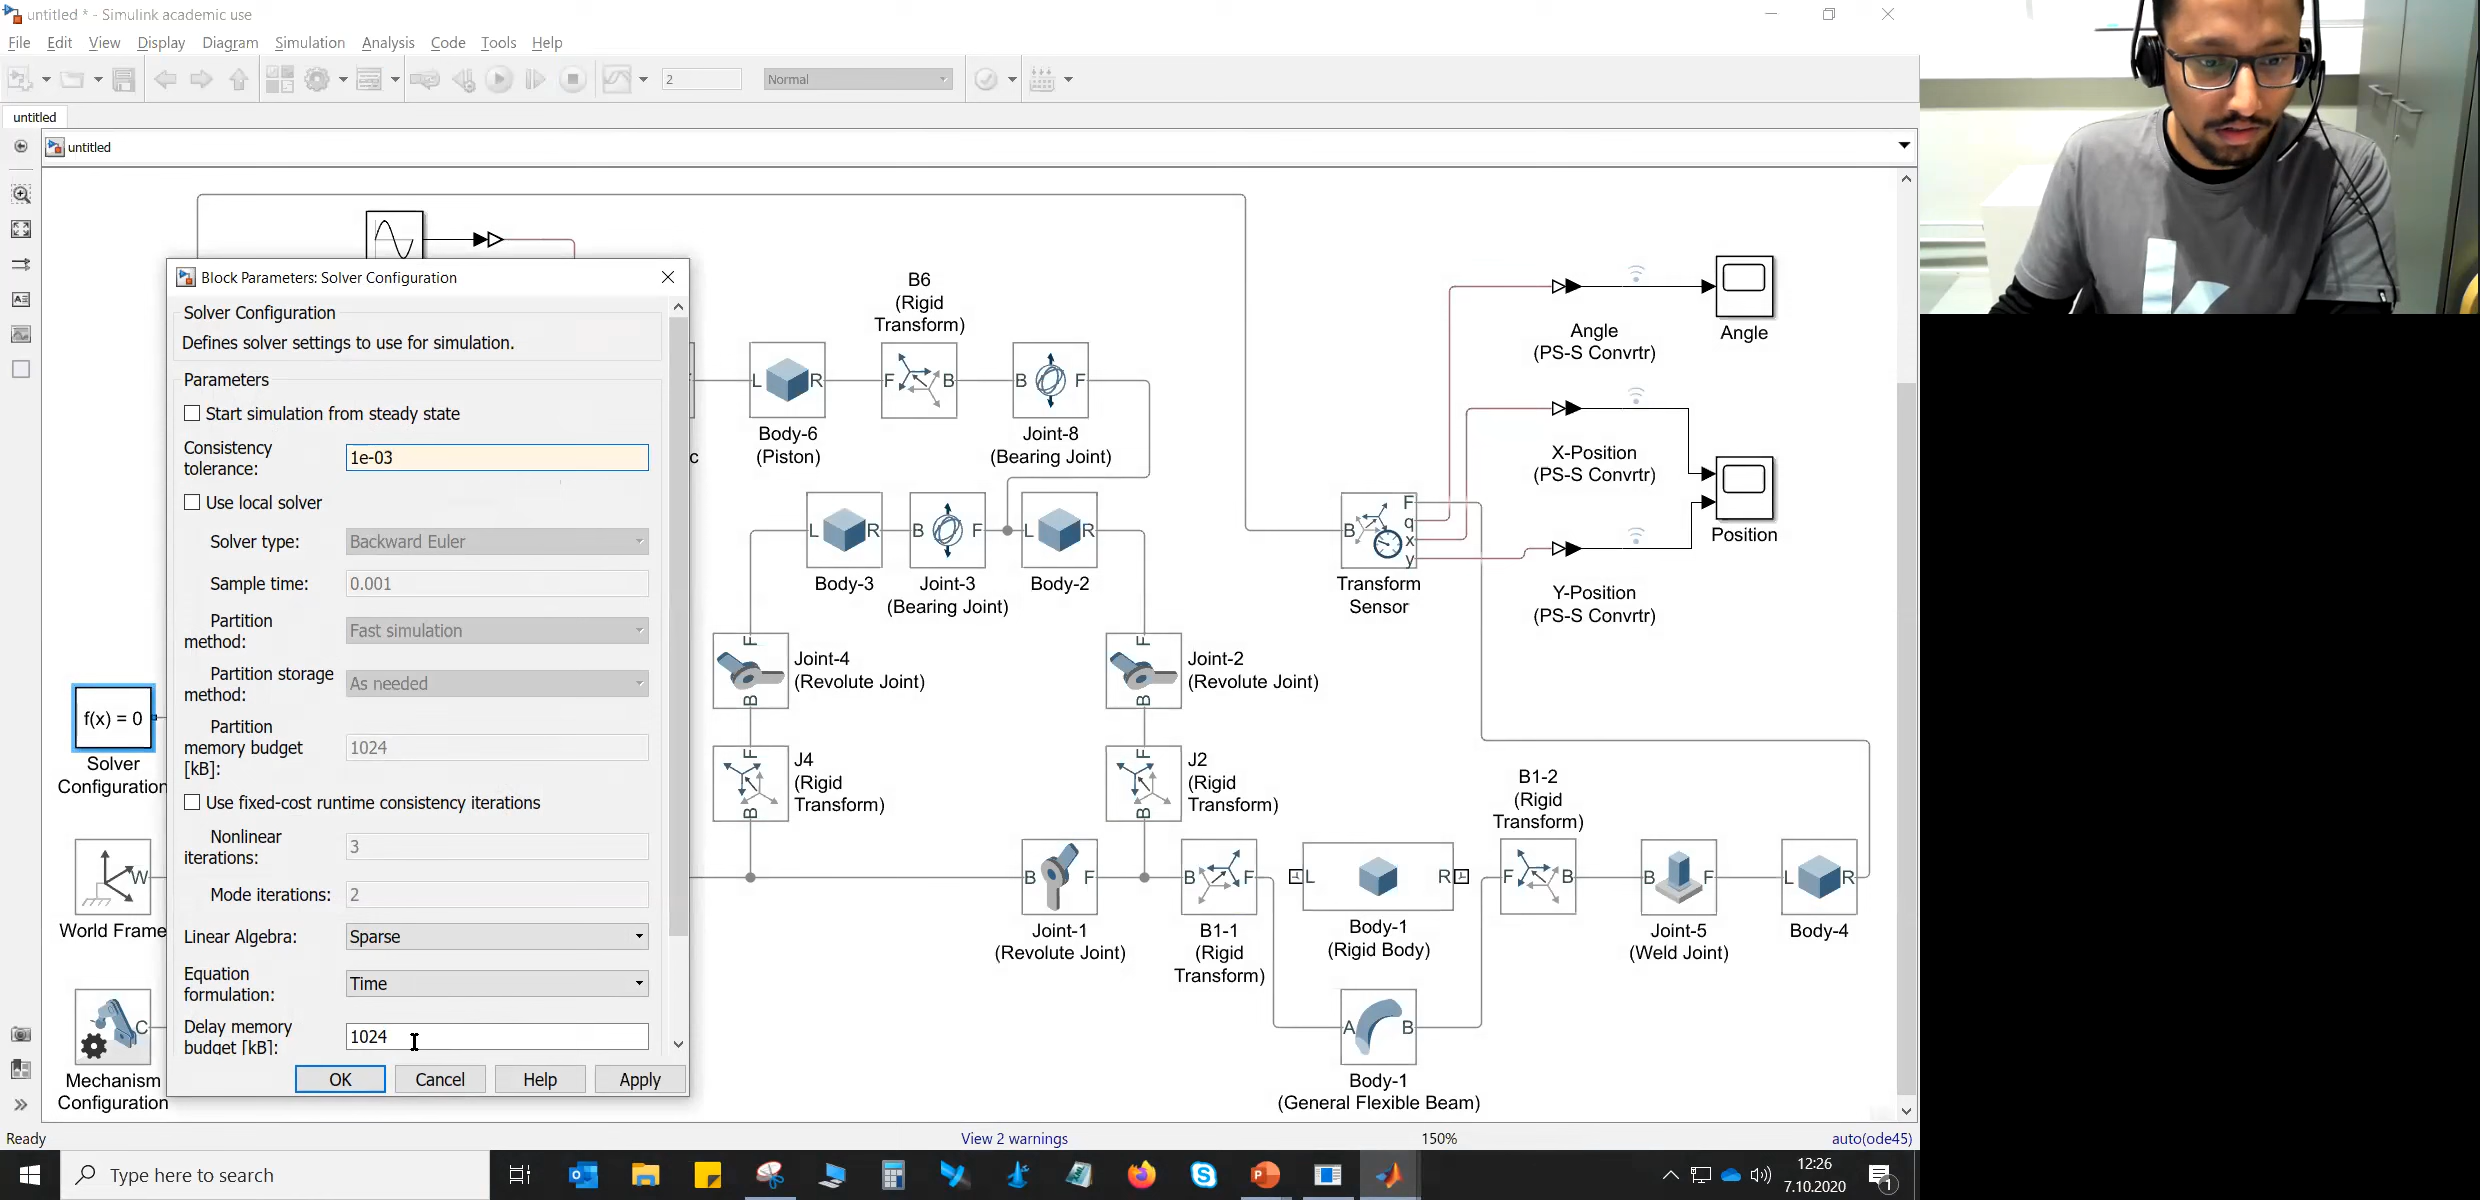 untitled * - Simulink academic use
File Edit View Display Diagram Simulation Analysis Code Tools Help
2 Normal
untitled
untitled
Block Parameters: Solver Configuration
Solver Configuration
Defines solver settings to use for simulation.
Parameters
Start simulation from steady state
Consistency
tolerance: 1e-03
Use local solver
Solver type: Backward Euler
Sample time: 0.001
Partition
method: Fast simulation
Partition storage
method: As needed
Partition
memory budget 1024
[kB]:
Use fixed-cost runtime consistency iterations
Nonlinear
iterations: 3
Mode iterations: 2
Linear Algebra: Sparse
Equation
formulation: Time
Delay memory
budget [kB]: 1024
OK Cancel Help Apply
f(x) = 0
Solver
Configuration
W
World Frame
C
Mechanism
Configuration
c
B6
(Rigid
Transform)
L R F B B F
Body-6
(Piston)
Joint-8
(Bearing Joint)
L R B F L R
Body-3
Joint-3
(Bearing Joint)
Body-2
F
Joint-4
(Revolute Joint)
B
F
Joint-2
(Revolute Joint)
B
F
J4
(Rigid
Transform)
B
F
J2
(Rigid
Transform)
B
B F
Joint-1
(Revolute Joint)
B F
B1-1
(Rigid
Transform)
L R
Body-1
(Rigid Body)
B1-2
(Rigid
Transform)
F B
B F
Joint-5
(Weld Joint)
L R
Body-4
A B
Body-1
(General Flexible Beam)
B F
q
x
y
Transform
Sensor
Angle
(PS-S Convrtr)
Angle
X-Position
(PS-S Convrtr)
Position
Y-Position
(PS-S Convrtr)
Ready View 2 warnings 150% auto(ode45)
Type here to search
12:26
7.10.2020
1